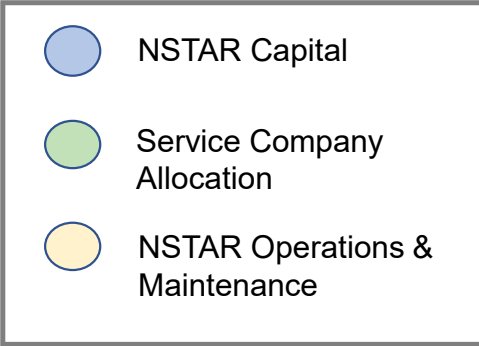 NSTAR Capital
Service Company
Allocation
NSTAR Operations &
Maintenance